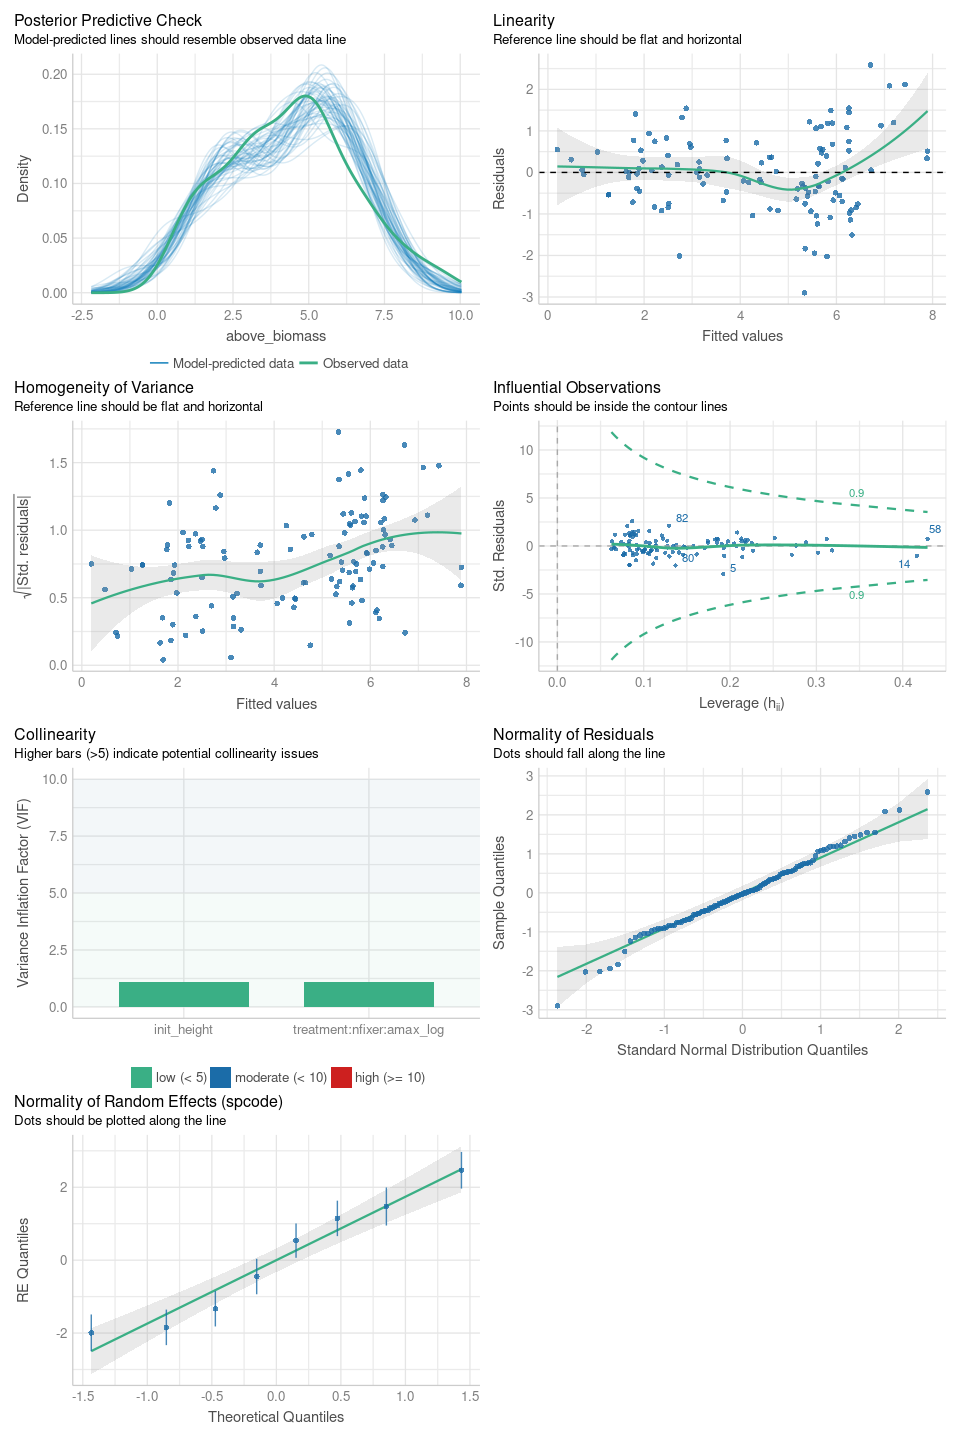 Posterior Predictive Check
Model-predicted lines should resemble observed data line
0.20
0.15
0.10
0.05
0.00
Density
-2.5 0.0 2.5 5.0 7.5 10.0
above_biomass
Model-predicted data Observed data
Linearity
Reference line should be flat and horizontal
2
1
0
-1
-2
-3
Residuals
0 2 4 6 8
Fitted values
Homogeneity of Variance
Reference line should be flat and horizontal
1.5
1.0
0.5
0.0
√|Std. residuals|
0 2 4 6 8
Fitted values
Influential Observations
Points should be inside the contour lines
10
5
0
-5
-10
Std. Residuals
0.9
82
58
80
5
14
0.9
0.0 0.1 0.2 0.3 0.4
Leverage (hii)
Collinearity
Higher bars (>5) indicate potential collinearity issues
10.0
7.5
5.0
2.5
0.0
Variance Inflation Factor (VIF)
init_height treatment:nfixer:amax_log
low (< 5) moderate (< 10) high (>= 10)
Normality of Residuals
Dots should fall along the line
3
2
1
0
-1
-2
-3
Sample Quantiles
-2 -1 0 1 2
Standard Normal Distribution Quantiles
Normality of Random Effects (spcode)
Dots should be plotted along the line
2
0
-2
RE Quantiles
-1.5 -1.0 -0.5 0.0 0.5 1.0 1.5
Theoretical Quantiles